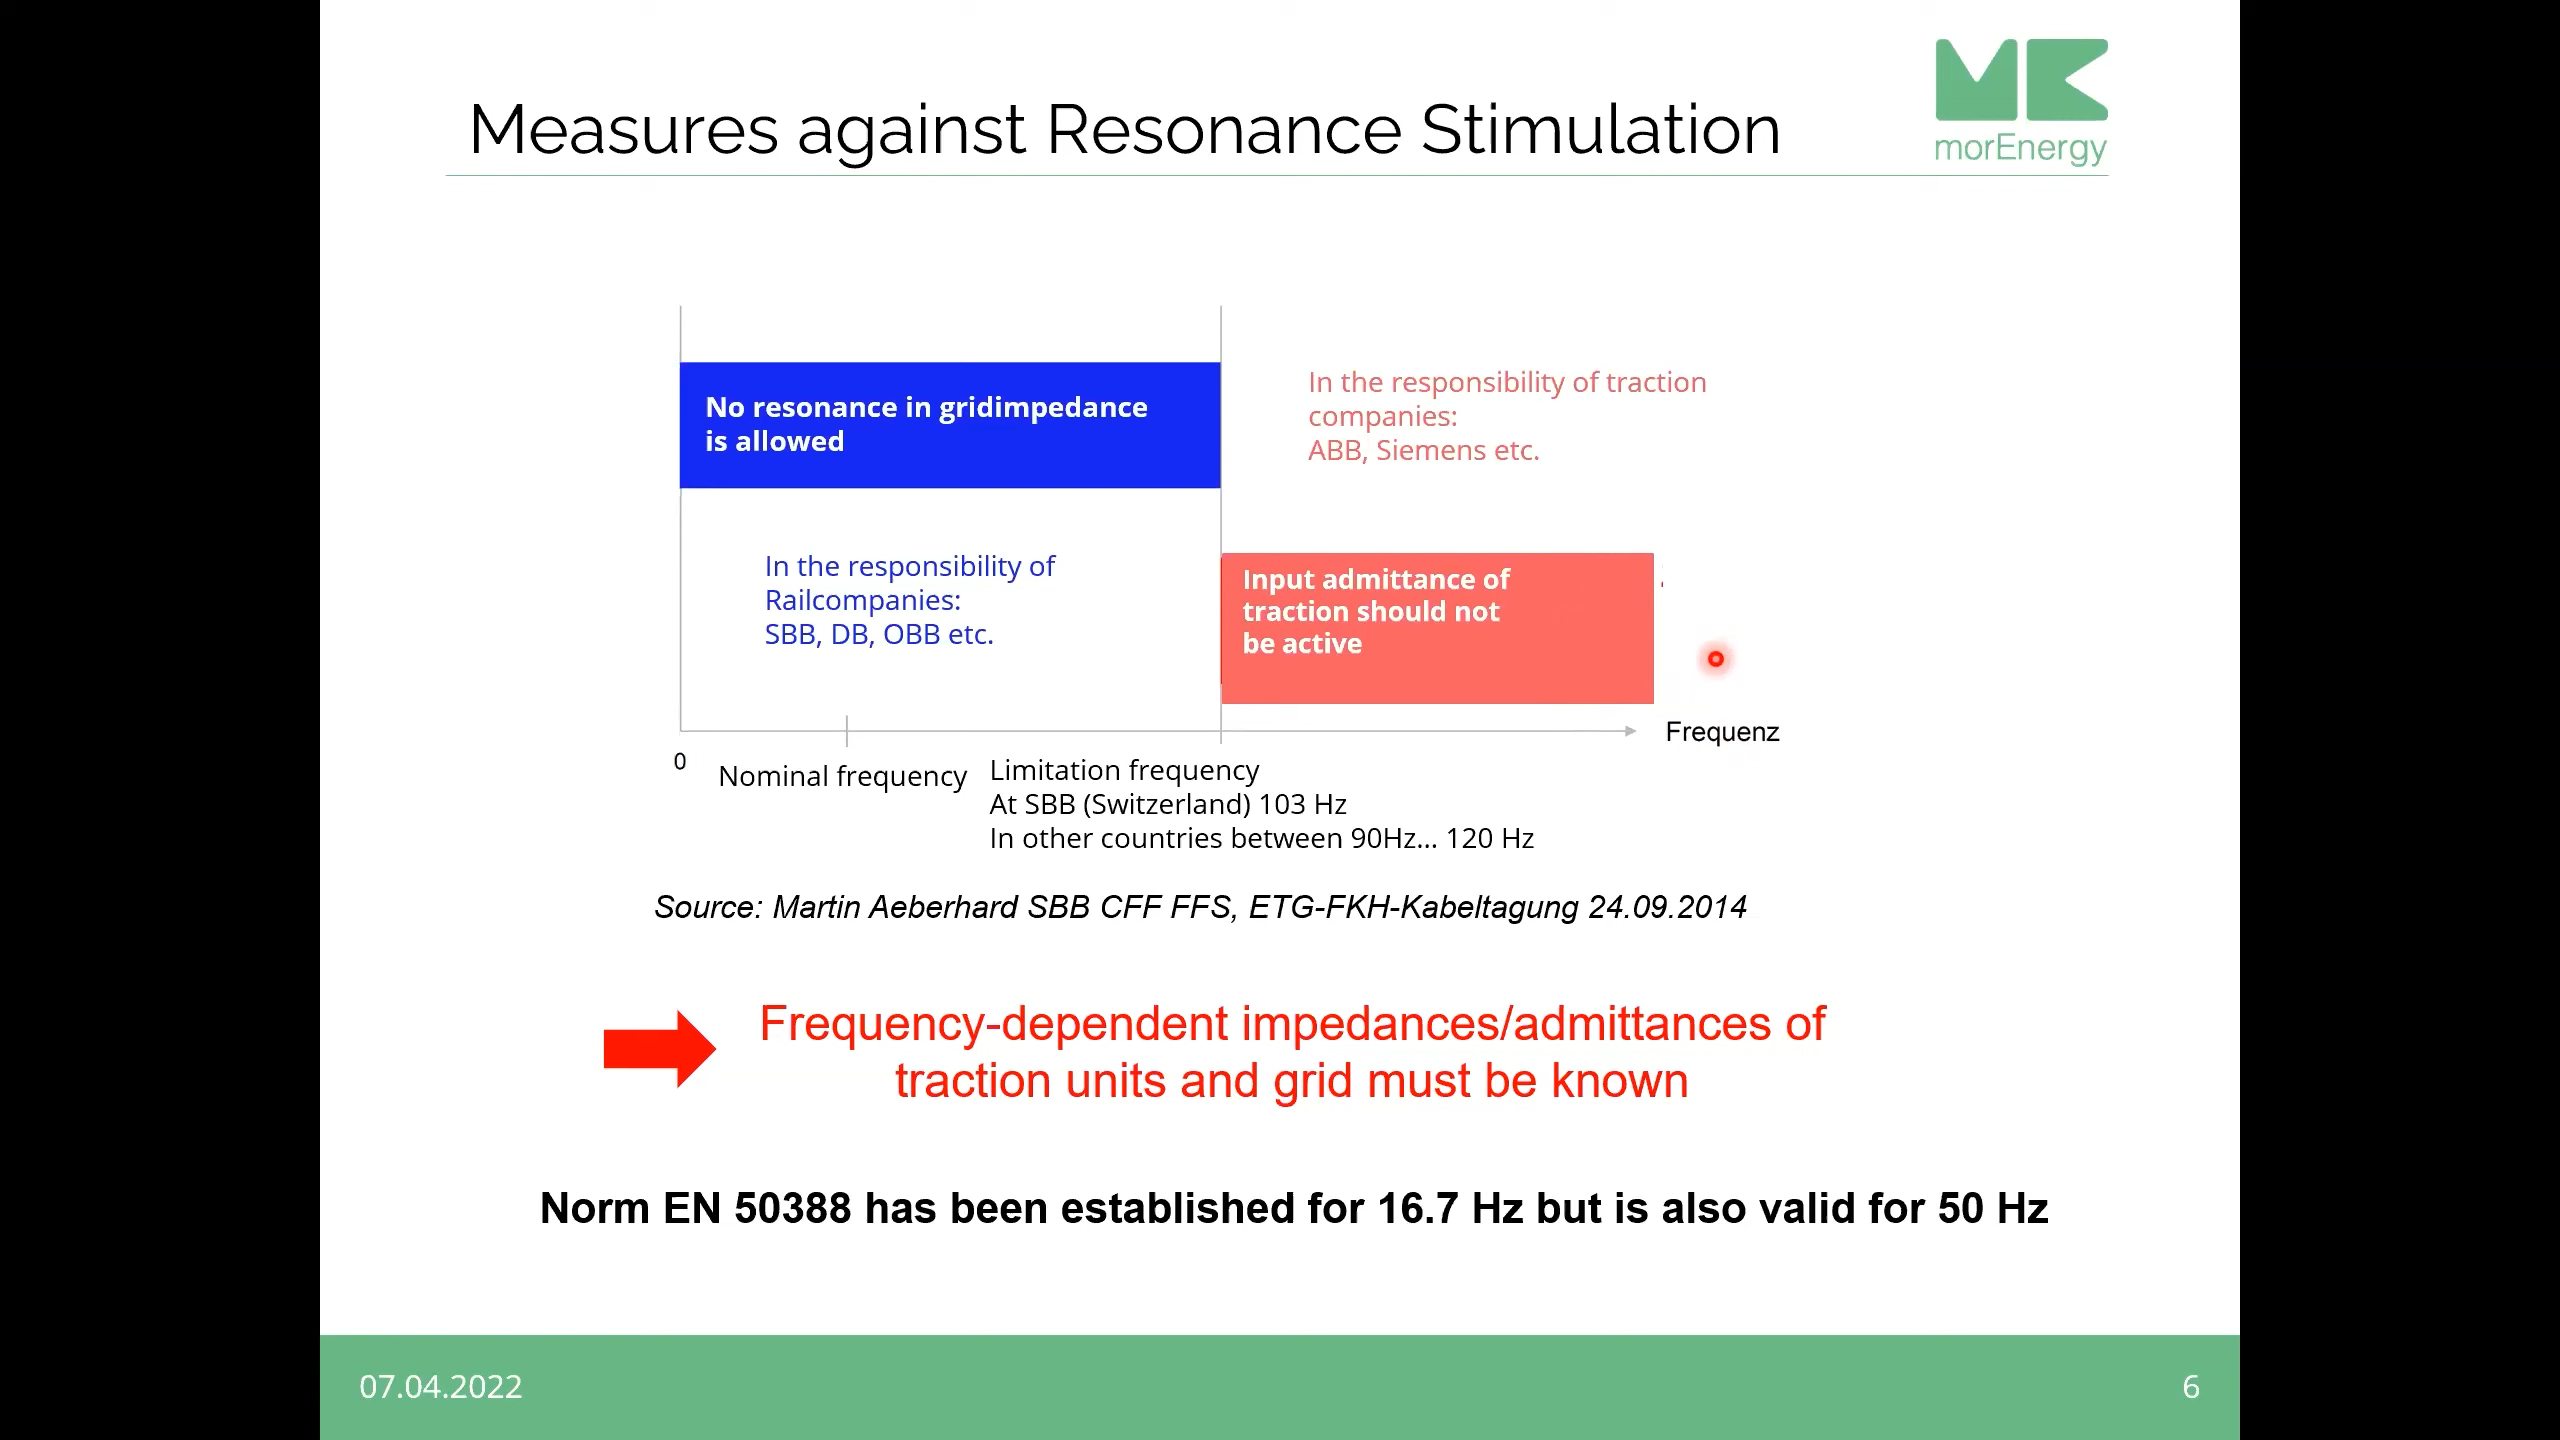 Measures against Resonance Stimulation
morEnergy
No resonance in gridimpedance
is allowed
In the responsibility of traction
companies:
ABB, Siemens etc.
In the responsibility of
Railcompanies:
SBB, DB, OBB etc.
Input admittance of
traction should not
be active
Frequenz
0
Nominal frequency
Limitation frequency
At SBB (Switzerland) 103 Hz
In other countries between 90Hz... 120 Hz
Source: Martin Aeberhard SBB CFF FFS, ETG-FKH-Kabeltagung 24.09.2014
Frequency-dependent impedances/admittances of
traction units and grid must be known
Norm EN 50388 has been established for 16.7 Hz but is also valid for 50 Hz
07.04.2022
6